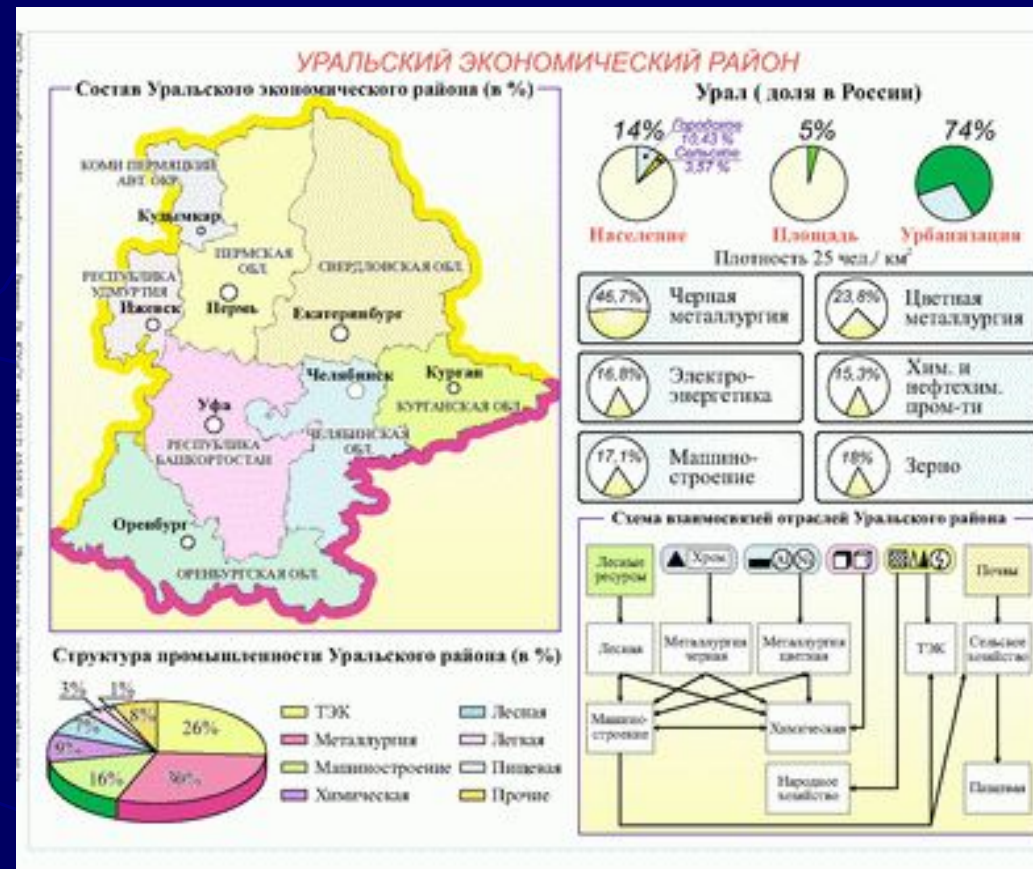 УРАЛЬСКИЙ ЭКОНОМИЧЕСКИЙ РАЙОН
Состав Уральского экономического района (в %)
КОМИ ПЕРМЯЦКИЙ
АВТ. ОКР.
Кудымкар
ПЕРМСКАЯ
ОБЛ.
СВЕРДЛОВСКАЯ ОБЛ.
РЕСПУБЛИКА
УДМУРТИЯ
Ижевск
Пермь
Екатеринбург
Челябинск
Курган
КУРГАНСКАЯ ОБЛ.
Уфа
РЕСПУБЛИКА
БАШКОРТОСТАН
ЧЕЛЯБИНСКАЯ
ОБЛ.
Оренбург
ОРЕНБУРГСКАЯ ОБЛ.
Структура промышленности Уральского района (в %)
3%
1%
8%
26%
7%
9%
16%
30%
ТЭК
Металлургия
Машиностроение
Химическая
Лесная
Легкая
Пищевая
Прочие
Урал ( доля в России)
14%
Городское
10,43 %
Сельское
3,57 %
5%
74%
Население
Площадь
Урбанизация
Плотность 25 чел./ км²
46,7%
Черная
металлургия
23,8%
Цветная
металлургия
16,8%
Электро-
энергетика
15,3%
Хим. и
нефтехим.
пром-ти
17,1%
Машино-
строение
18%
Зерно
Схема взаимосвязей отраслей Уральского района
Лесные
ресурсы
Хром
Почвы
Лесная
Металлургия
черная
Металлургия
цветная
ТЭК
Сельское
хозяйство
Машино-
строение
Химическая
Народное
хозяйство
Пищевая